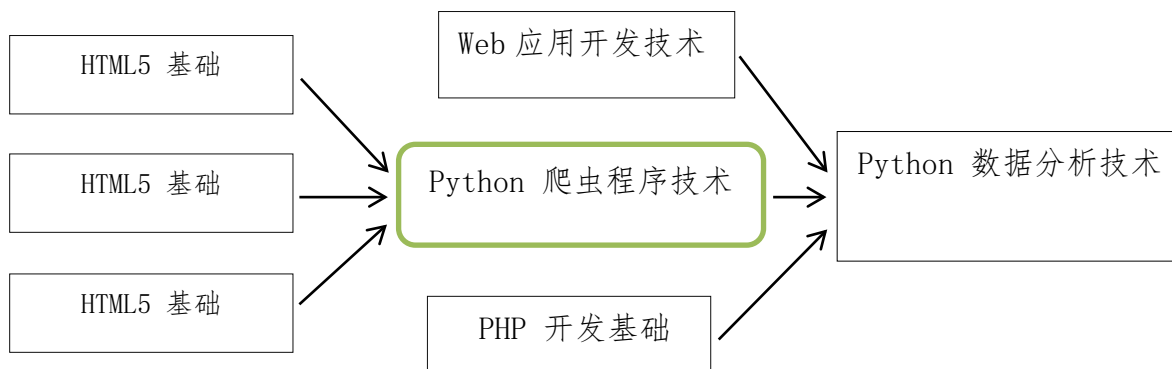 HTML5 基础
HTML5 基础
HTML5 基础
Web 应用开发技术
Python 爬虫程序技术
PHP 开发基础
Python 数据分析技术